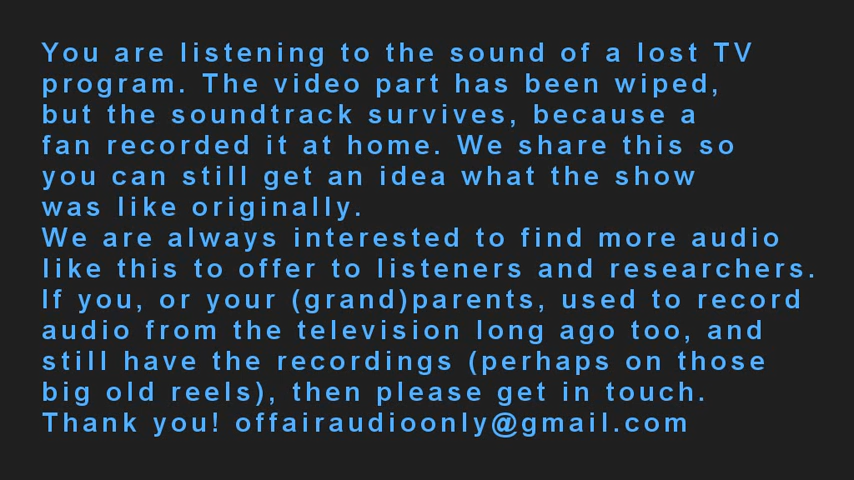 You are listening to the sound of a lost TV
program. The video part has been wiped,
but the soundtrack survives, because a
fan recorded it at home. We share this so
you can still get an idea what the show
was like originally.
We are always interested to find more audio
like this to offer to listeners and researchers.
If you, or your (grand)parents, used to record
audio from the television long ago too, and
still have the recordings (perhaps on those
big old reels), then please get in touch.
Thank you! offairaudioonly@gmail.com